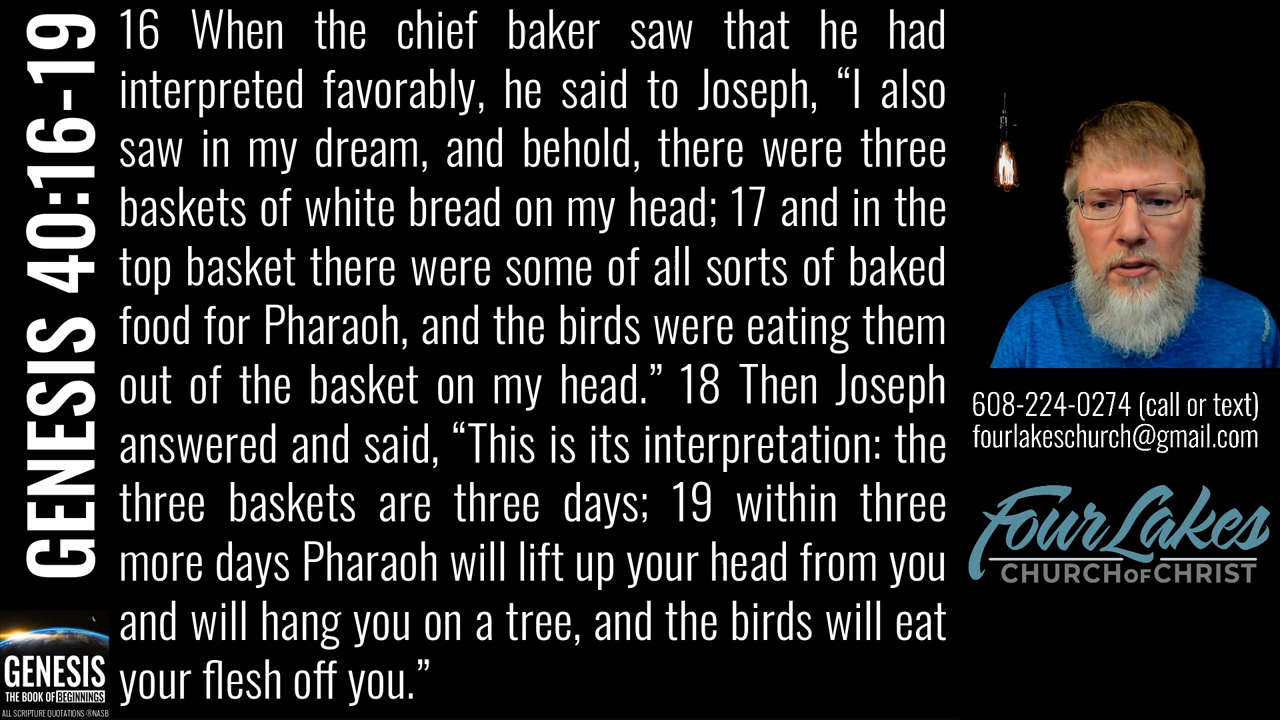 GENESIS 40:16-19
16 When the chief baker saw that he had
interpreted favorably, he said to Joseph, “I also
saw in my dream, and behold, there were three
baskets of white bread on my head; 17 and in the
top basket there were some of all sorts of baked
food for Pharaoh, and the birds were eating them
out of the basket on my head.” 18 Then Joseph
answered and said, “This is its interpretation: the
three baskets are three days; 19 within three
more days Pharaoh will lift up your head from you
and will hang you on a tree, and the birds will eat
your flesh off you.”
608-224-0274 (call or text)
fourlakeschurch@gmail.com
Four Lakes
CHURCH OF CHRIST
GENESIS
THE BOOK OF BEGINNINGS
ALL SCRIPTURE QUOTATIONS ®NASB